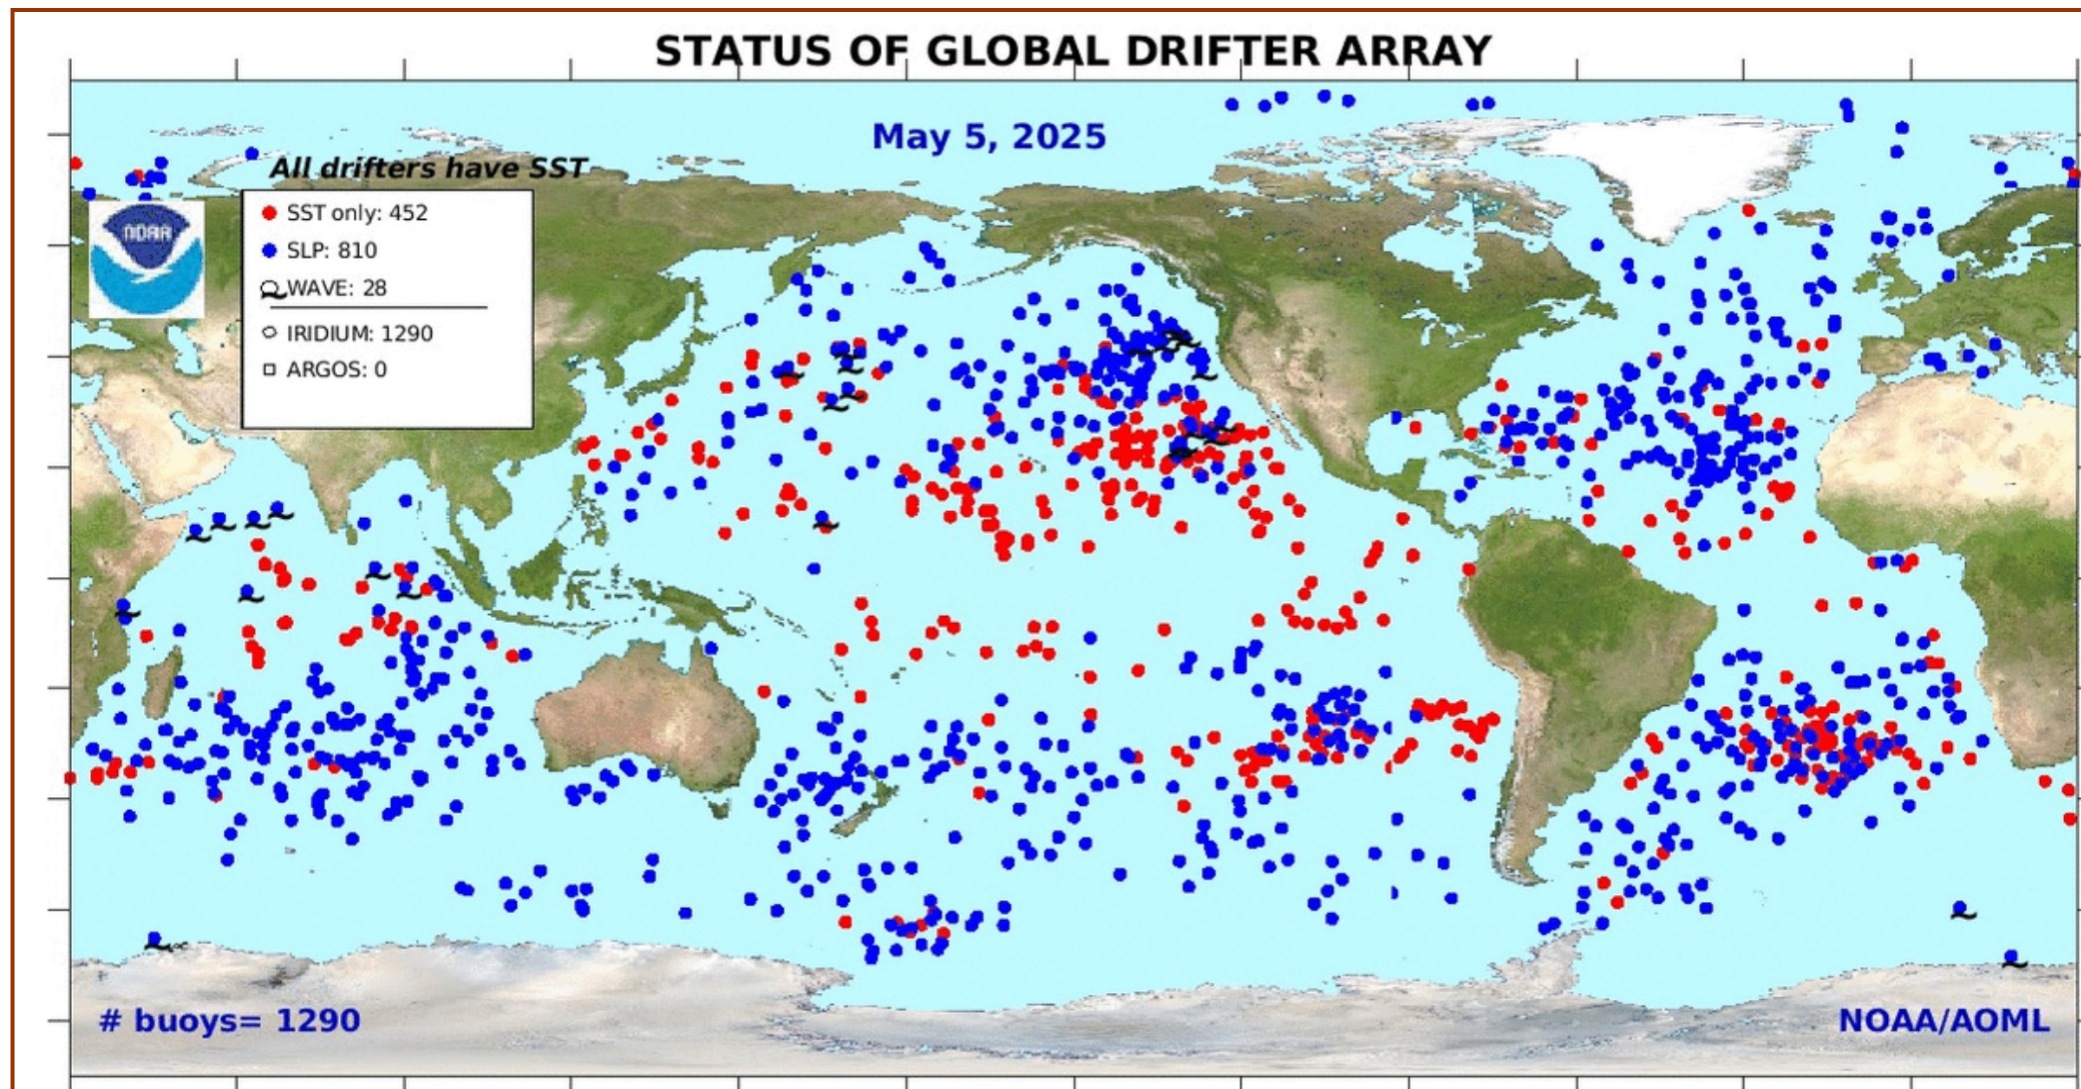 STATUS OF GLOBAL DRIFTER ARRAY
May 5, 2025
All drifters have SST
NOAA
SST only: 452
SLP: 810
WAVE: 28
IRIDIUM: 1290
ARGOS: 0
# buoys= 1290
NOAA/AOML